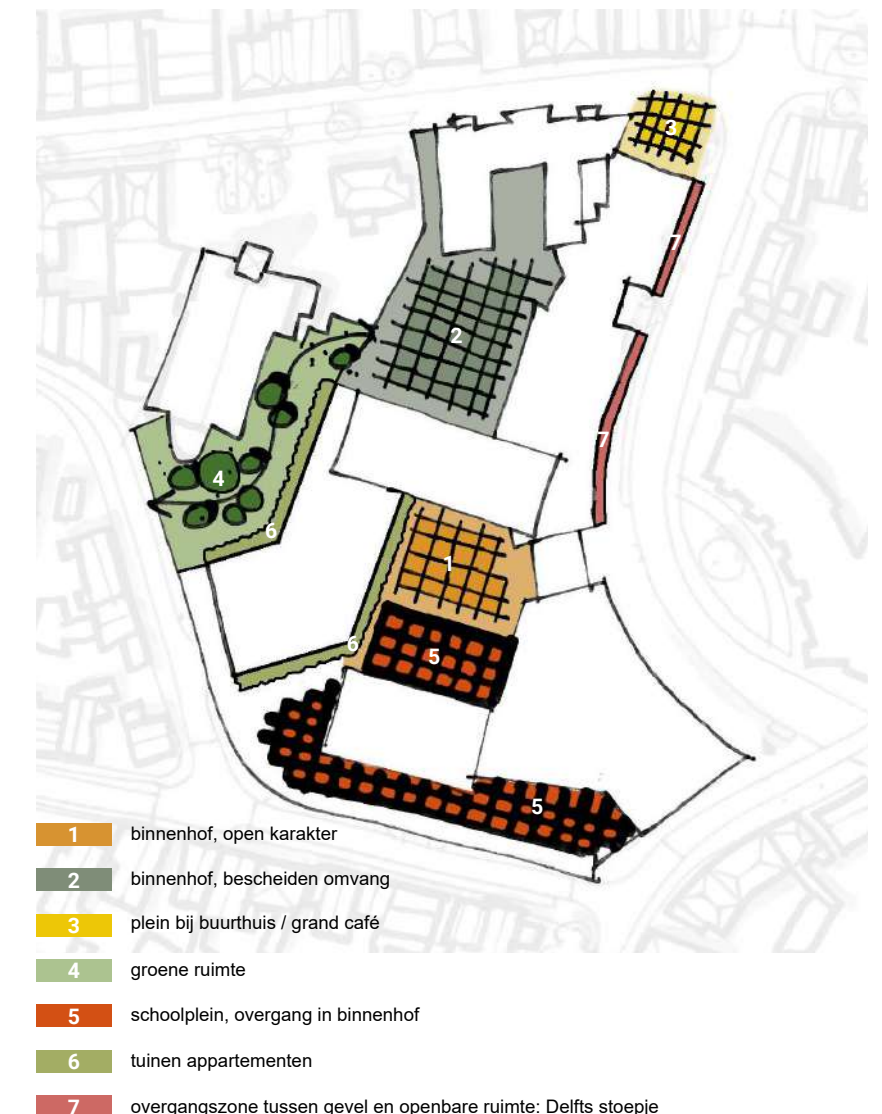 3
7
2
7
4
6
1
6
5
5
1 binnenhof, open karakter
2 binnenhof, bescheiden omvang
3 plein bij buurthuis / grand café
4 groene ruimte
5 schoolplein, overgang in binnenhof
6 tuinen appartementen
7 overgangszone tussen gevel en openbare ruimte: Delfts stoepje